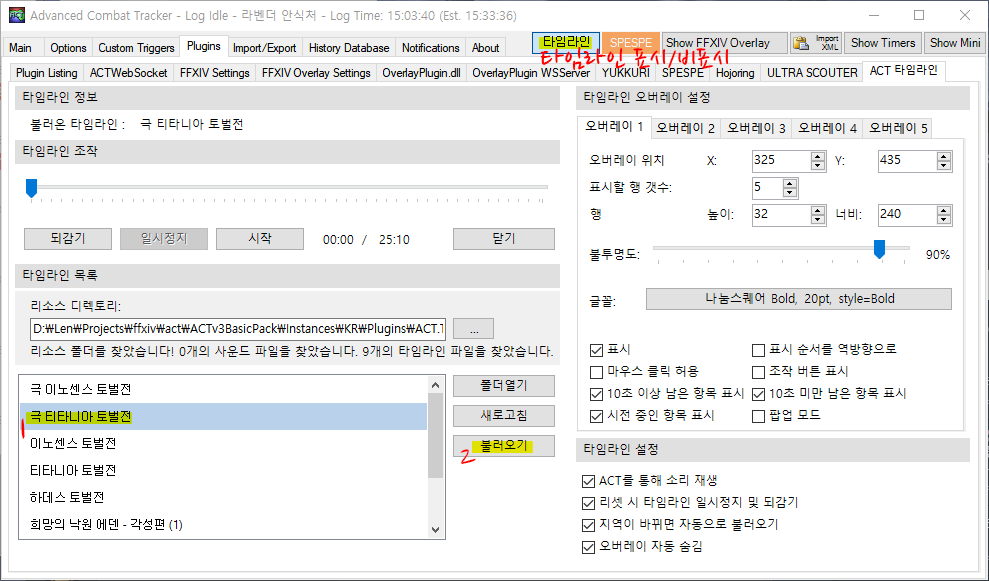 Advanced Combat Tracker - Log Idle - 라벤더 안식처 - Log Time: 15:03:40 (Est. 15:33:36)
Main Options Custom Triggers Plugins Import/Export History Database Notifications About 타임라인 SPESPE Show FFXIV Overlay Import XML Show Timers Show Mini
타임라인 표시/비표시
Plugin Listing ACTWebSocket FFXIV Settings FFXIV Overlay Settings OverlayPlugin.dll OverlayPlugin WSServer YUKKURI SPESPE Hojoring ULTRA SCOUTER ACT 타임라인
타임라인 정보
불러온 타임라인 : 극 티타니아 토벌전
타임라인 조작
되감기 일시정지 시작 00:00 / 25:10 닫기
타임라인 목록
리소스 디렉토리:
D:\Len\Projects\ffxiv\act\ACTv3BasicPack\Instances\KR\Plugins\ACT.T ...
리소스 폴더를 찾았습니다! 0개의 사운드 파일을 찾았습니다. 9개의 타임라인 파일을 찾았습니다.
극 이노센스 토벌전
1 극 티타니아 토벌전
이노센스 토벌전
티타니아 토벌전
하데스 토벌전
희망의 낙원 에덴 - 각성편 (1)
폴더열기
새로고침
2 불러오기
타임라인 오버레이 설정
오버레이 1 오버레이 2 오버레이 3 오버레이 4 오버레이 5
오버레이 위치 X: 325 Y: 435
표시할 행 갯수: 5
행 높이: 32 너비: 240
불투명도: 90%
글꼴: 나눔스퀘어 Bold, 20pt, style=Bold
표시 표시 순서를 역방향으로
마우스 클릭 허용 조작 버튼 표시
10초 이상 남은 항목 표시 10초 미만 남은 항목 표시
시전 중인 항목 표시 팝업 모드
타임라인 설정
ACT를 통해 소리 재생
리셋 시 타임라인 일시정지 및 되감기
지역이 바뀌면 자동으로 불러오기
오버레이 자동 숨김